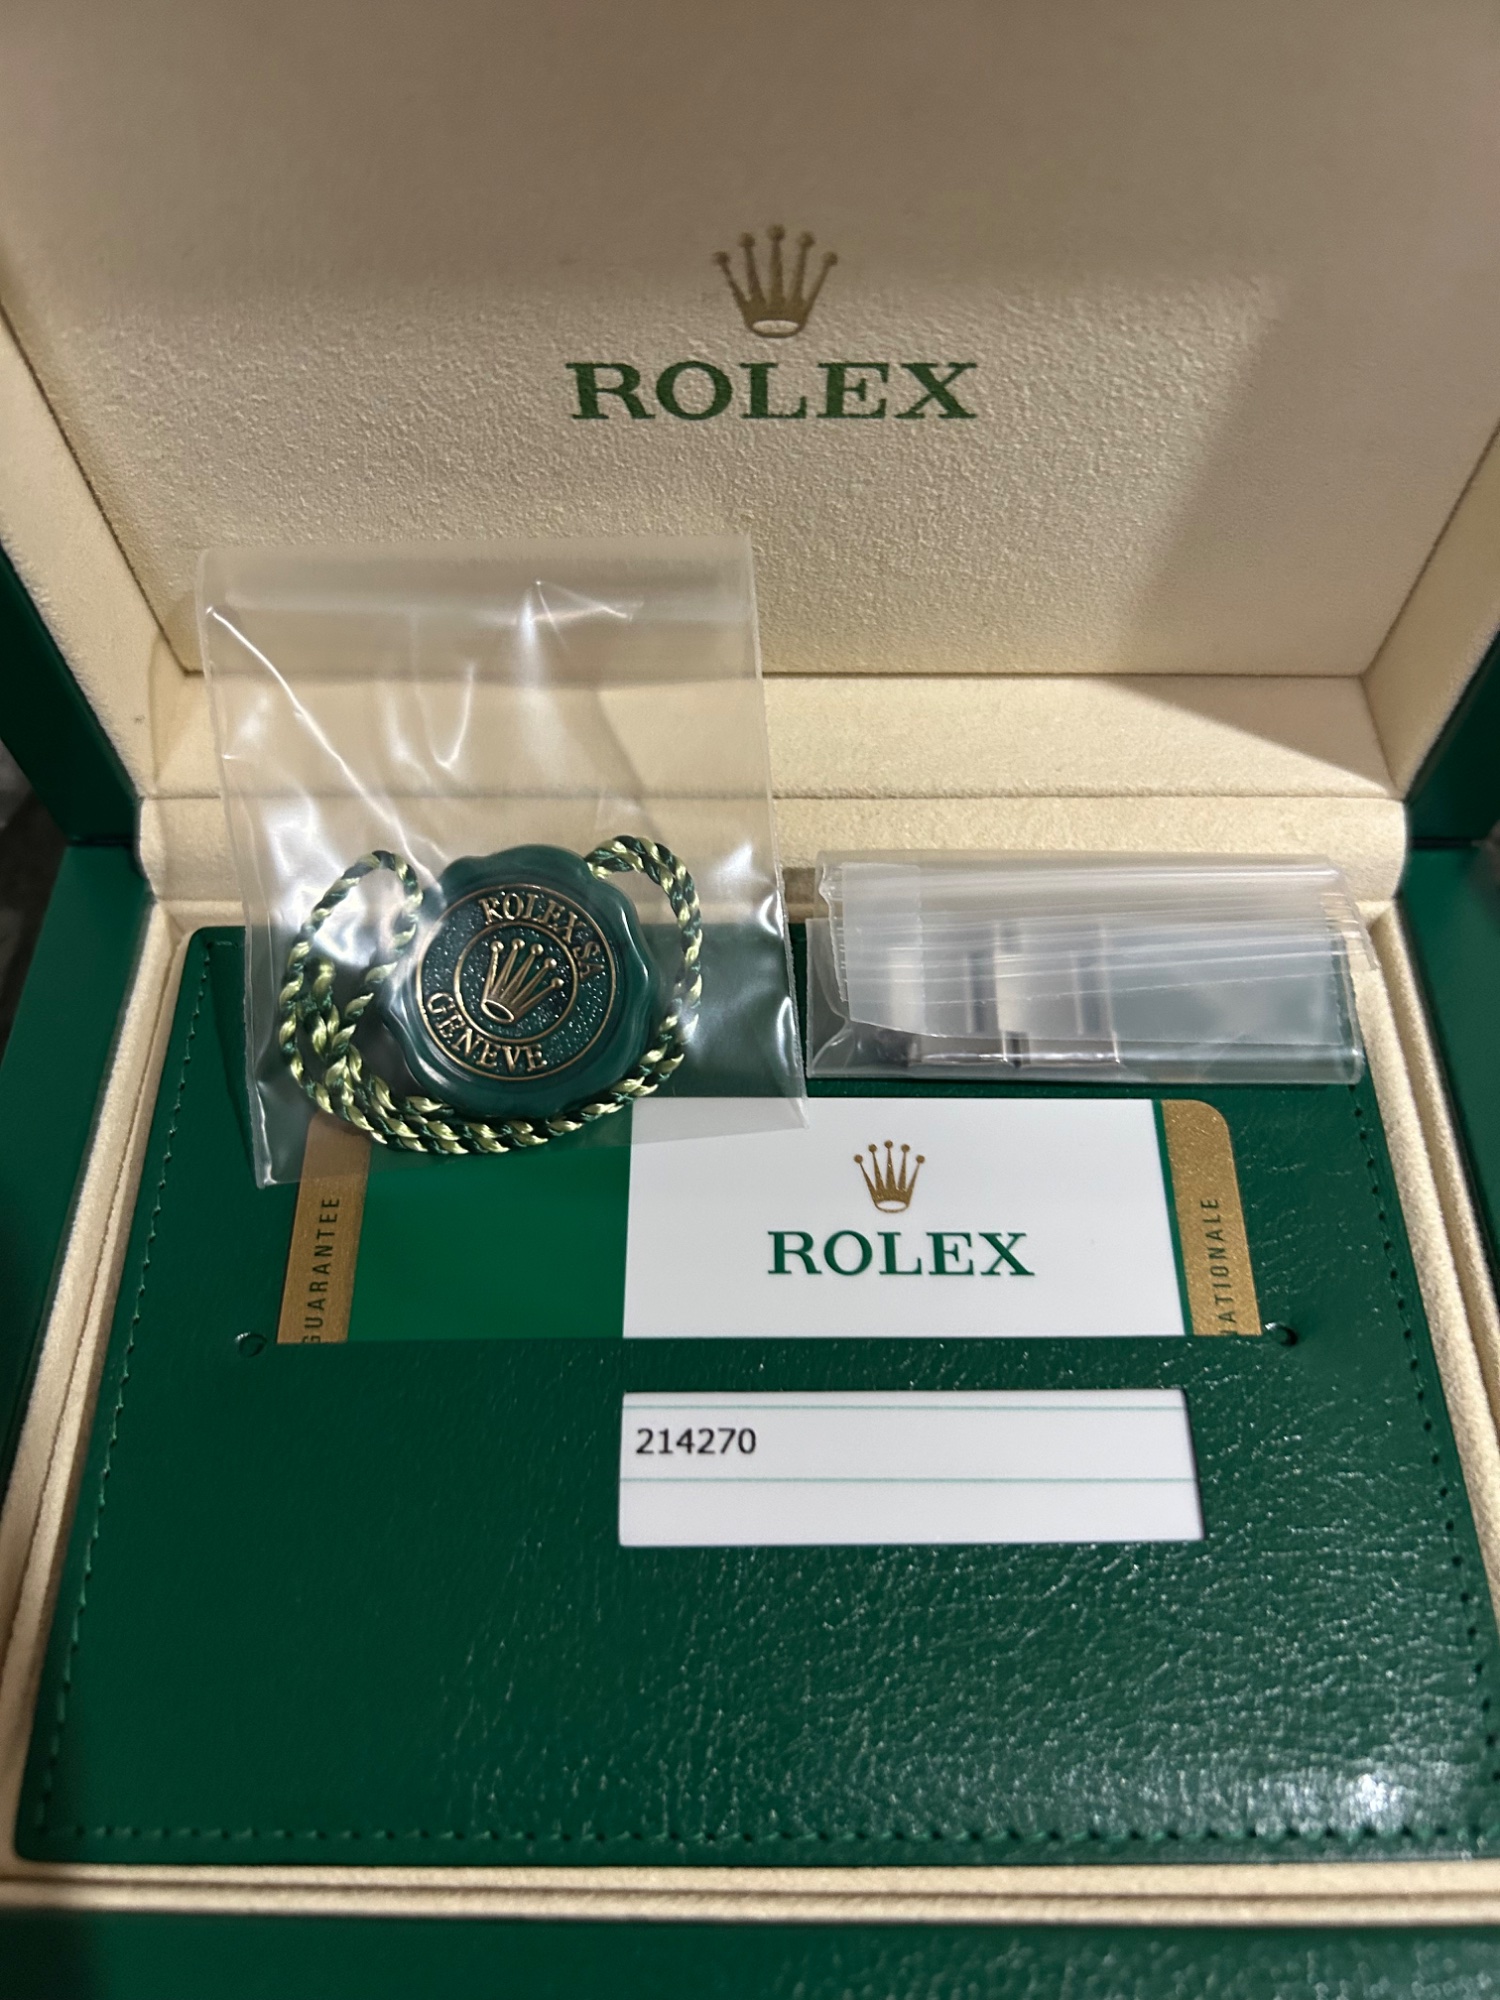 ROLEX
ROLEX SA
GENEVE
GUARANTEE
ROLEX
NATIONALE
214270